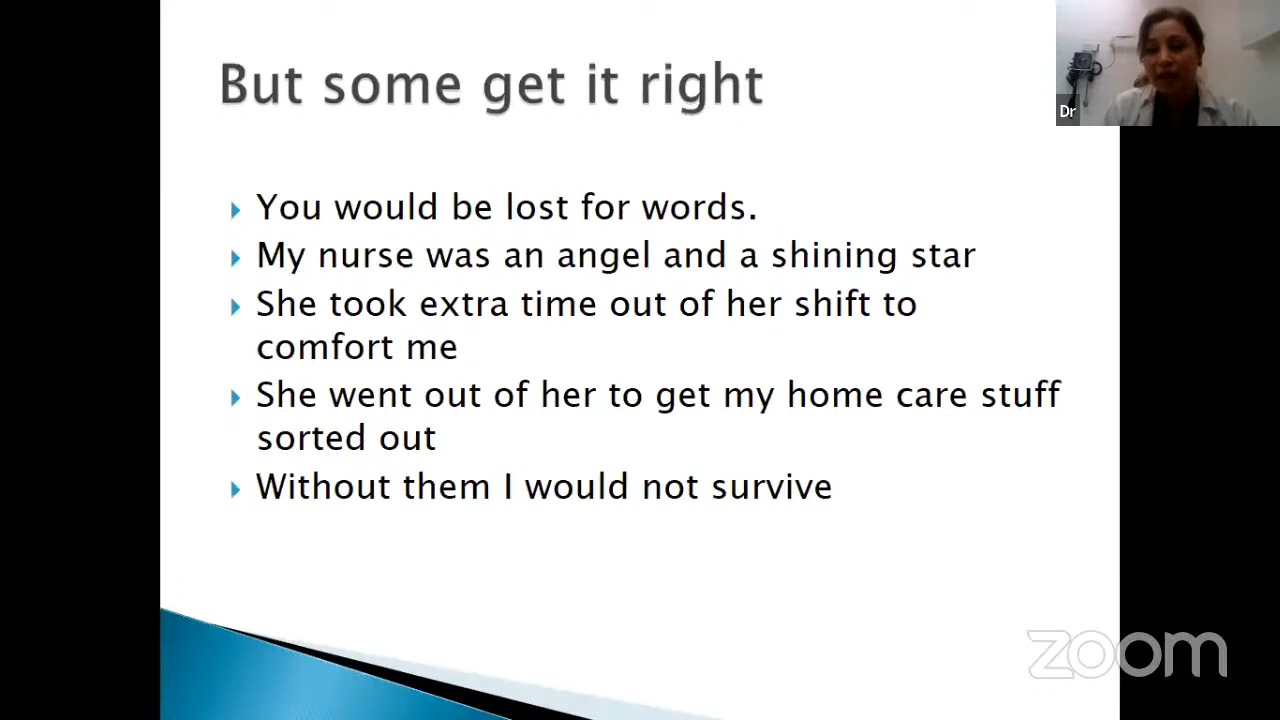 But some get it right
Dr
You would be lost for words.
My nurse was an angel and a shining star
She took extra time out of her shift to
comfort me
She went out of her to get my home care stuff
sorted out
Without them I would not survive
zoom